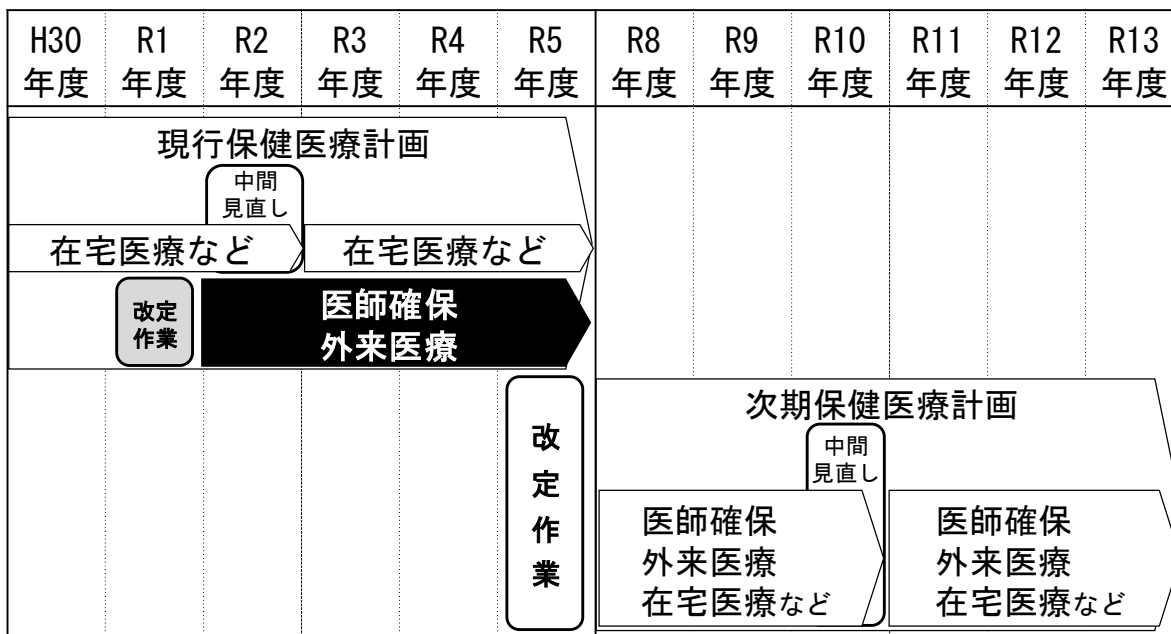 H30 R1 R2 R3 R4 R5 R8 R9 R10 R11 R12 R13
年度 年度 年度 年度 年度 年度 年度 年度 年度 年度 年度 年度
現行保健医療計画
中間
見直し
在宅医療など 在宅医療など
改定
作業
医師確保
外来医療
改
定
作
業
次期保健医療計画
中間
見直し
医師確保 医師確保
外来医療 外来医療
在宅医療など 在宅医療など